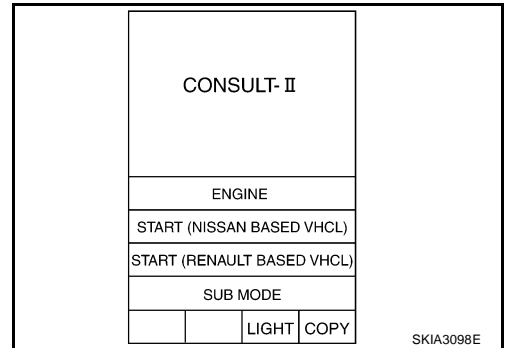 CONSULT-Ⅱ
ENGINE
START (NISSAN BASED VHCL)
START (RENAULT BASED VHCL)
SUB MODE
LIGHT COPY
SKIA3098E